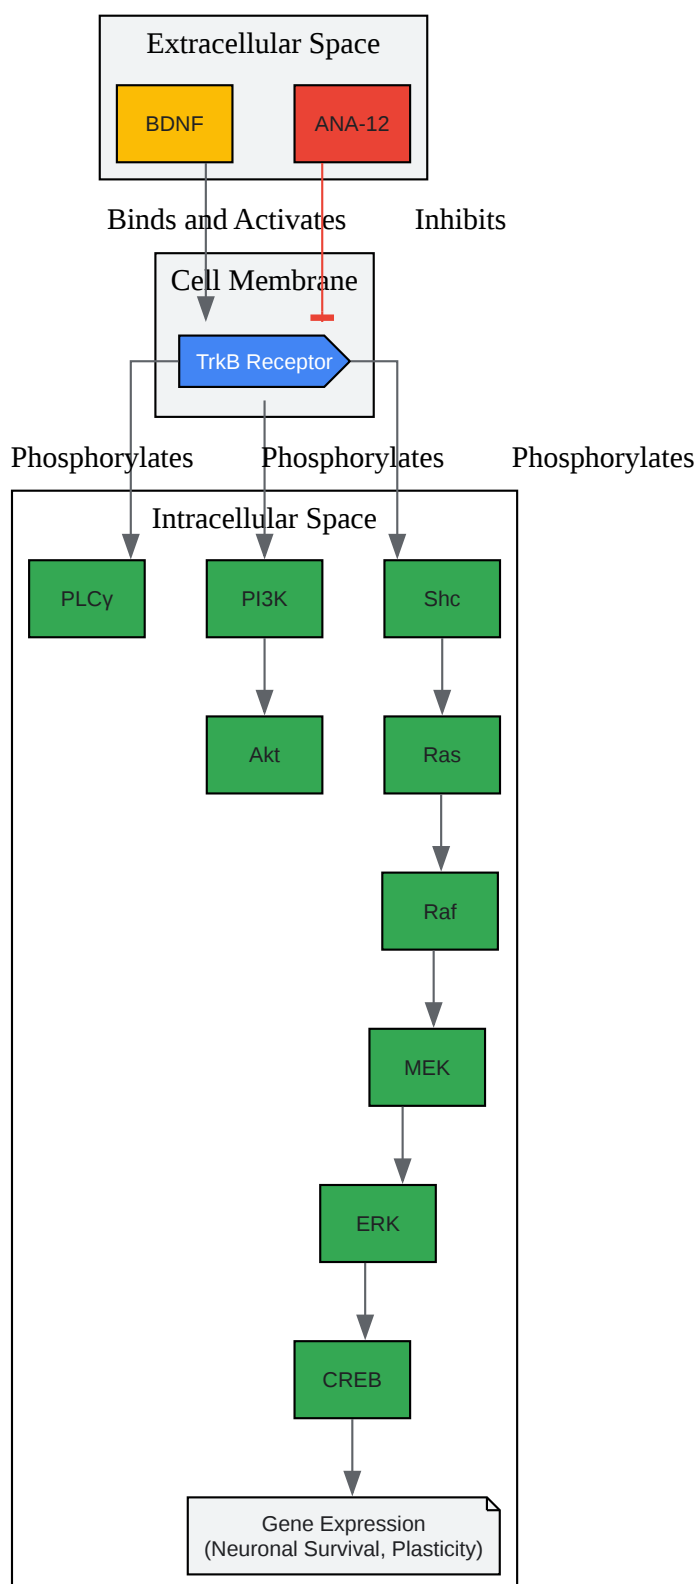 Extracellular Space
BDNF
ANA-12
Binds and Activates
Inhibits
Cell Membrane
TrkB Receptor
Phosphorylates
Phosphorylates
Phosphorylates
Intracellular Space
PLCγ
PI3K
Shc
Akt
Ras
Raf
MEK
ERK
CREB
Gene Expression
(Neuronal Survival, Plasticity)